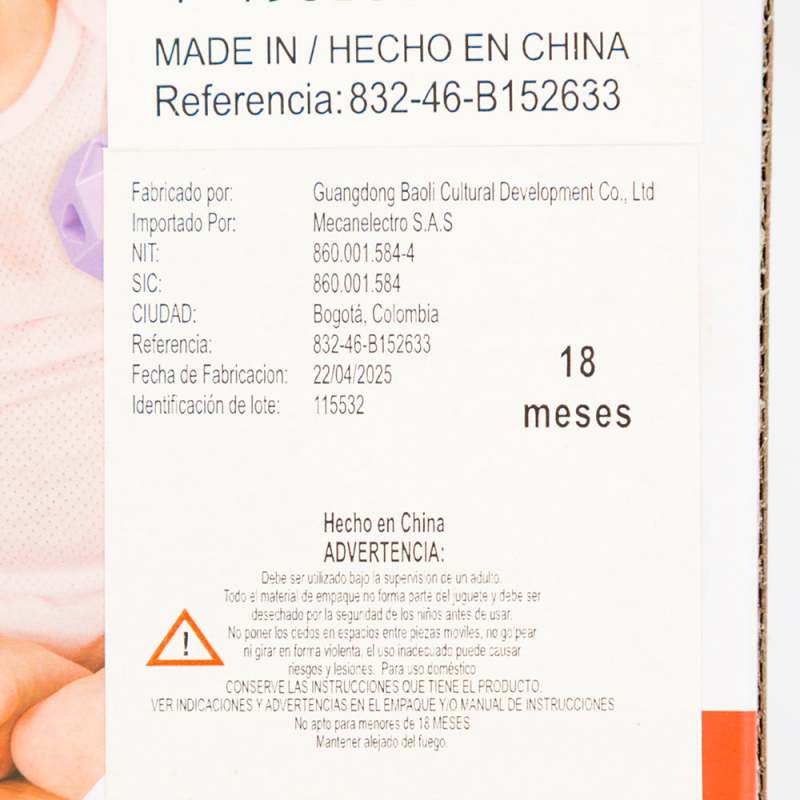 MADE IN / HECHO EN CHINA
Referencia: 832-46-B152633
Fabricado por: Guangdong Baoli Cultural Development Co., Ltd
Importado Por: Mecanelectro S.A.S
NIT: 860.001.584-4
SIC: 860.001.584
CIUDAD: Bogotá, Colombia
Referencia: 832-46-B152633
Fecha de Fabricacion: 22/04/2025
Identificación de lote: 115532
18
meses
Hecho en China
ADVERTENCIA:
Debe ser utilizado bajo la supervision de un adulto.
Todo el material de empaque no forma parte del juguete y debe ser
desechado por la seguridad de los niños antes de usar.
No poner los dedos en espacios entre piezas moviles, no golpear
ni girar en forma violenta, el uso inadecuado puede causar
riesgos y lesiones. Para uso doméstico
CONSERVE LAS INSTRUCCIONES QUE TIENE EL PRODUCTO.
VER INDICACIONES Y ADVERTENCIAS EN EL EMPAQUE Y/O MANUAL DE INSTRUCCIONES
No apto para menores de 18 MESES
Mantener alejado del fuego.